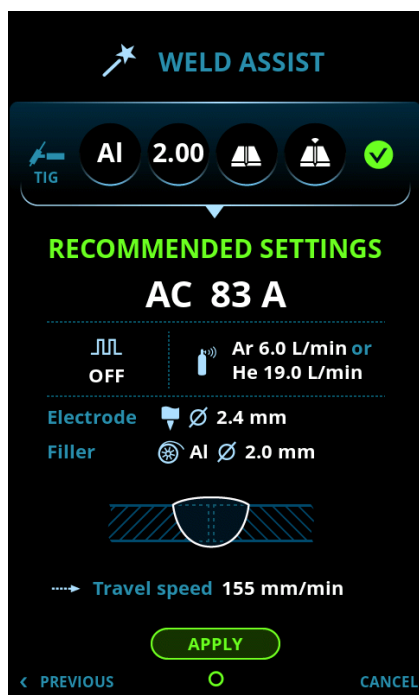 WELD ASSIST
TIG
Al
2.00
RECOMMENDED SETTINGS
AC 83 A
OFF
Ar 6.0 L/min or
He 19.0 L/min
Electrode Ø 2.4 mm
Filler Al Ø 2.0 mm
Travel speed 155 mm/min
APPLY
‹ PREVIOUS
CANCEL